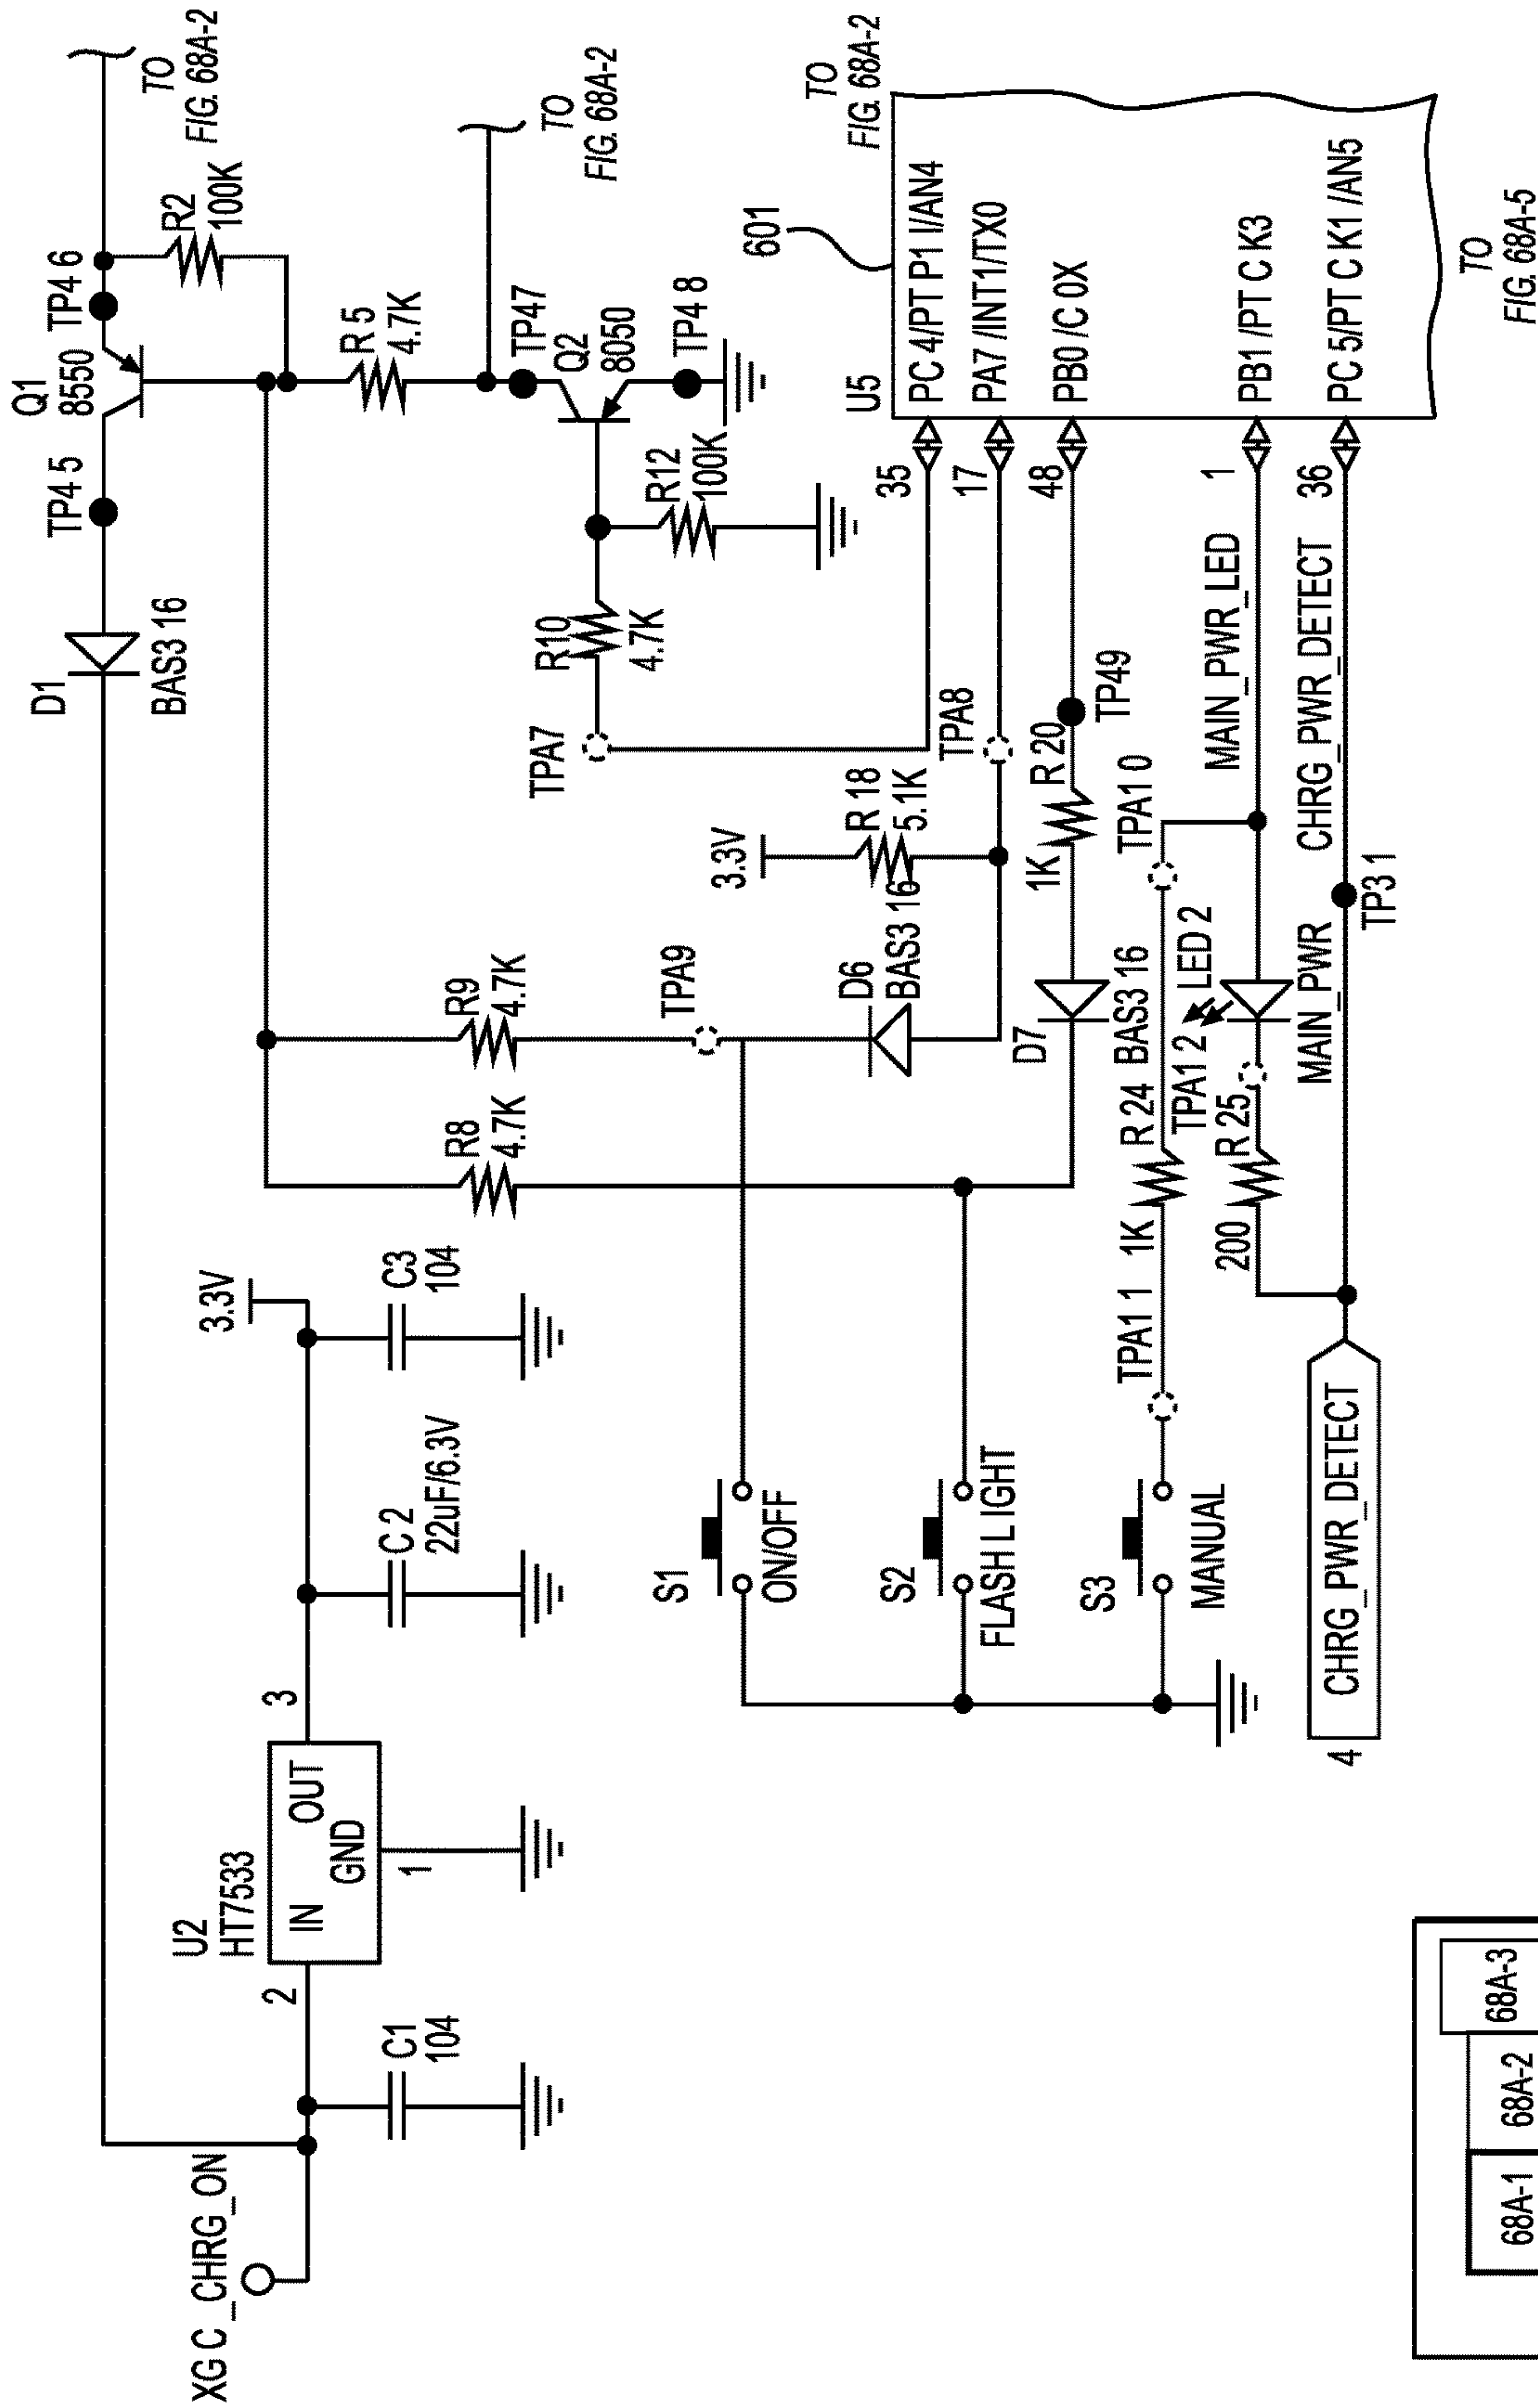 XG C _CHRG_ON
C1
104
U2
HT7533
2
IN
OUT
GND
1
3
C 2
22uF/6.3V
C3
104
3.3V
D1
BAS3 16
TP4 5
Q1
8550
TP4 6
R2
100K
TO
FIG. 68A-2
R8
4.7K
R9
4.7K
R 5
4.7K
TP47
Q2
8050
TP4 8
TO
FIG. 68A-2
TPA7
R10
4.7K
R12
100K
TPA9
D6
BAS3 16
3.3V
R 18
5.1K
TPA8
S1
ON/OFF
S2
FLASH LIGHT
S3
MANUAL
D7
BAS3 16
1K
R 20
TP49
TPA1 1
1K
R 24
TPA1 0
200
R 25
TPA1 2
LED 2
MAIN_PWR_LED
4
CHRG_PWR_DETECT
MAIN_PWR
TP3 1
CHRG_PWR_DETECT
35
17
48
1
36
U5
601
TO
FIG. 68A-2
PC 4/PT P1 I/AN4
PA7 /INT1/TX0
PB0 /C 0X
PB1 /PT C K3
PC 5/PT C K1 /AN5
TO
FIG. 68A-5
68A-1
68A-2
68A-3